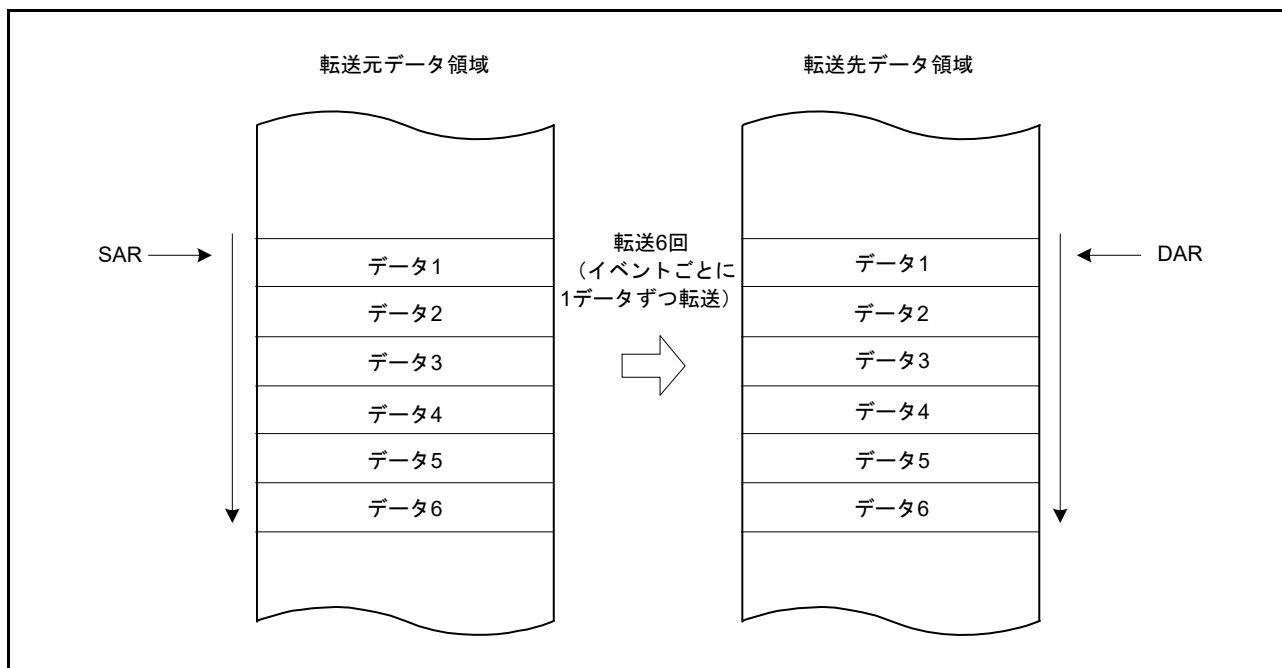 転送元データ領域
転送先データ領域
SAR
データ1
データ2
データ3
データ4
データ5
データ6
転送6回
（イベントごとに
1データずつ転送）
データ1
データ2
データ3
データ4
データ5
データ6
DAR